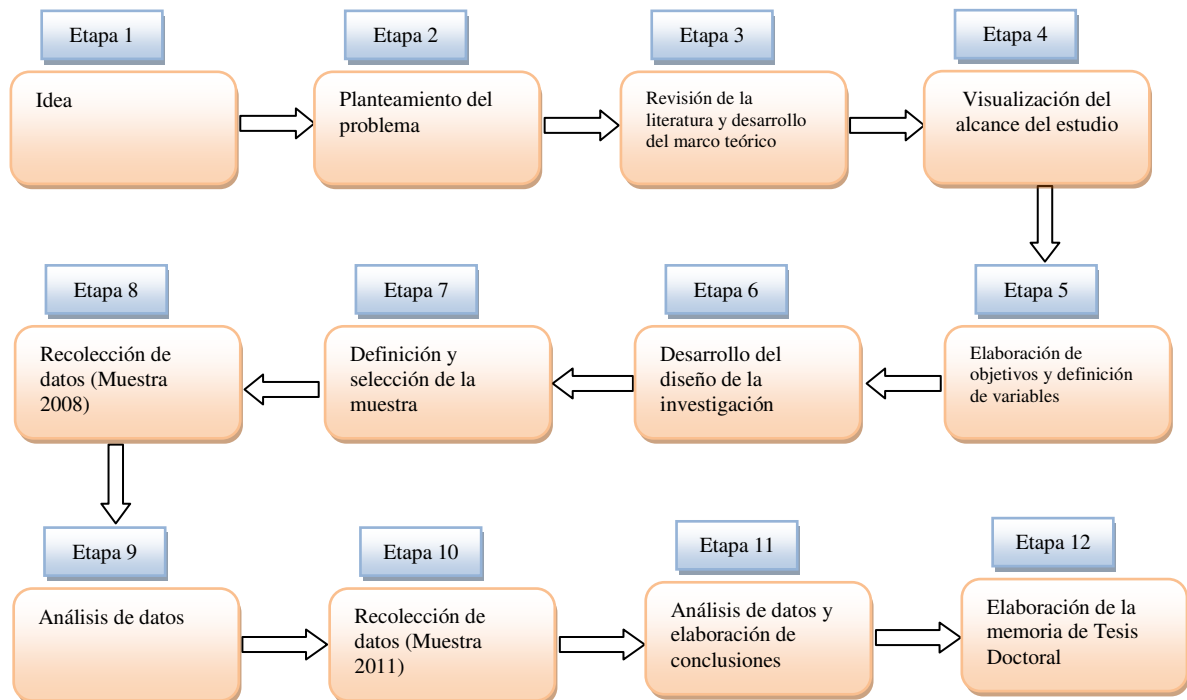 Etapa 1
Idea
Etapa 2
Planteamiento del
problema
Etapa 3
Revisión de la
literatura y desarrollo
del marco teórico
Etapa 4
Visualización del
alcance del estudio
Etapa 5
Elaboración de
objetivos y definición
de variables
Etapa 6
Desarrollo del
diseño de la
investigación
Etapa 7
Definición y
selección de la
muestra
Etapa 8
Recolección de
datos (Muestra
2008)
Etapa 9
Análisis de datos
Etapa 10
Recolección de
datos (Muestra
2011)
Etapa 11
Análisis de datos y
elaboración de
conclusiones
Etapa 12
Elaboración de la
memoria de Tesis
Doctoral